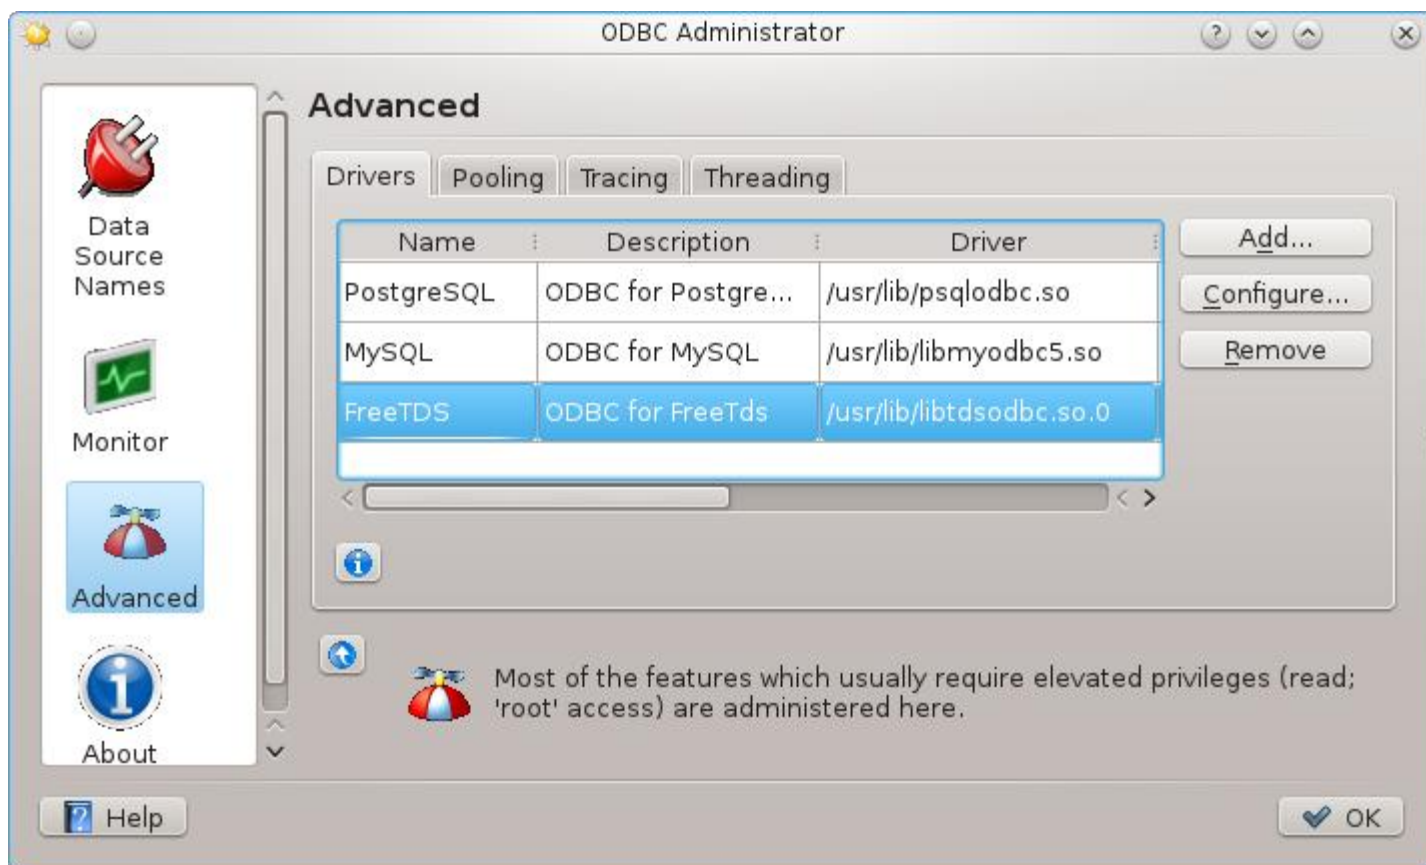 ODBC Administrator
Data
Source
Names
Monitor
Advanced
About
Advanced
Drivers Pooling Tracing Threading
Name Description Driver
PostgreSQL ODBC for Postgre... /usr/lib/psqlodbc.so
MySQL ODBC for MySQL /usr/lib/libmyodbc5.so
FreeTDS ODBC for FreeTds /usr/lib/libtdsodbc.so.0
Add...
Configure...
Remove
Most of the features which usually require elevated privileges (read;
'root' access) are administered here.
Help
OK